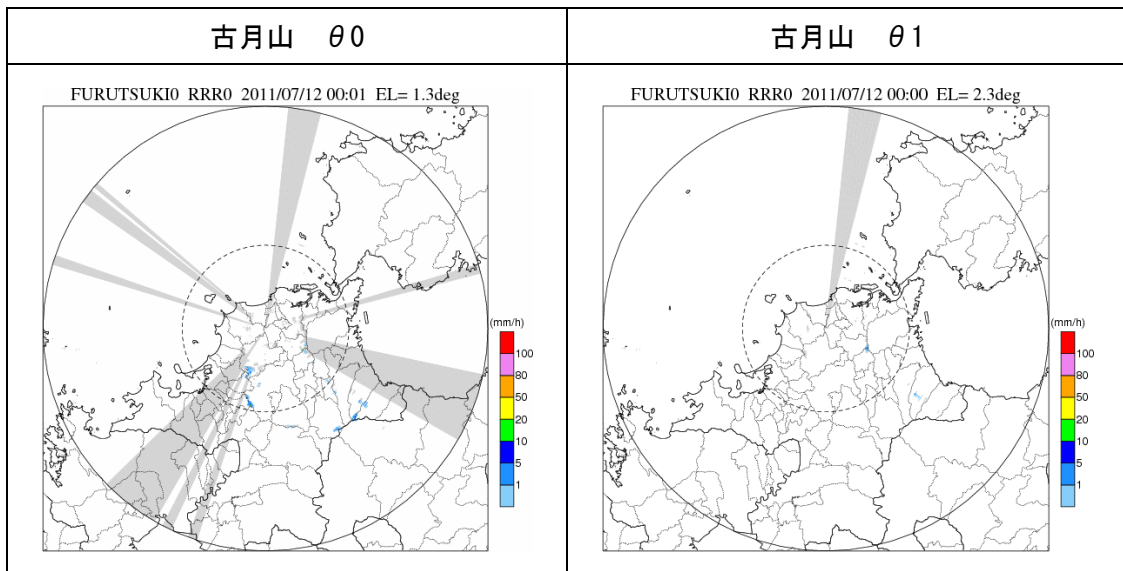 古月山 θ0
古月山 θ1
FURUTSUKI0 RRR0 2011/07/12 00:01 EL= 1.3deg
(mm/h)
100
80
50
20
10
5
1
FURUTSUKI0 RRR0 2011/07/12 00:00 EL= 2.3deg
(mm/h)
100
80
50
20
10
5
1